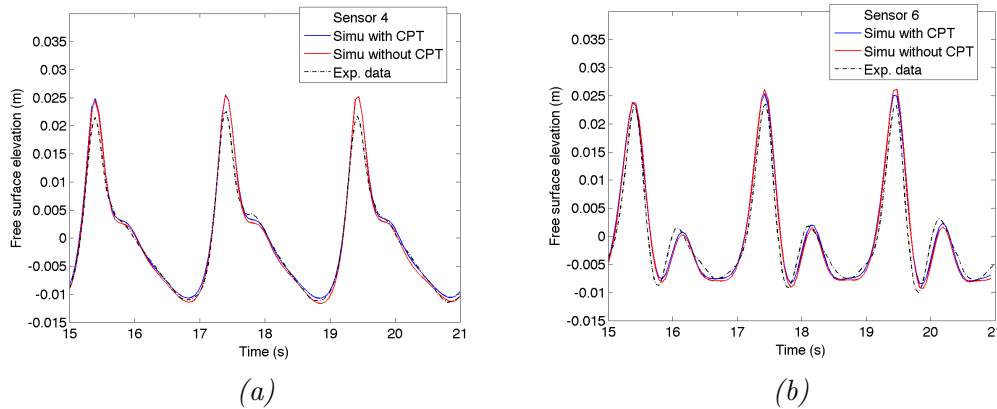 Sensor 4
Simu with CPT
Simu without CPT
Exp. data
0.035
0.03
0.025
0.02
0.015
0.01
0.005
0
-0.005
-0.01
-0.015
Free surface elevation (m)
15 16 17 18 19 20 21
Time (s)
(a)
Sensor 6
Simu with CPT
Simu without CPT
Exp. data
0.035
0.03
0.025
0.02
0.015
0.01
0.005
0
-0.005
-0.01
-0.015
Free surface elevation (m)
15 16 17 18 19 20 21
Time (s)
(b)